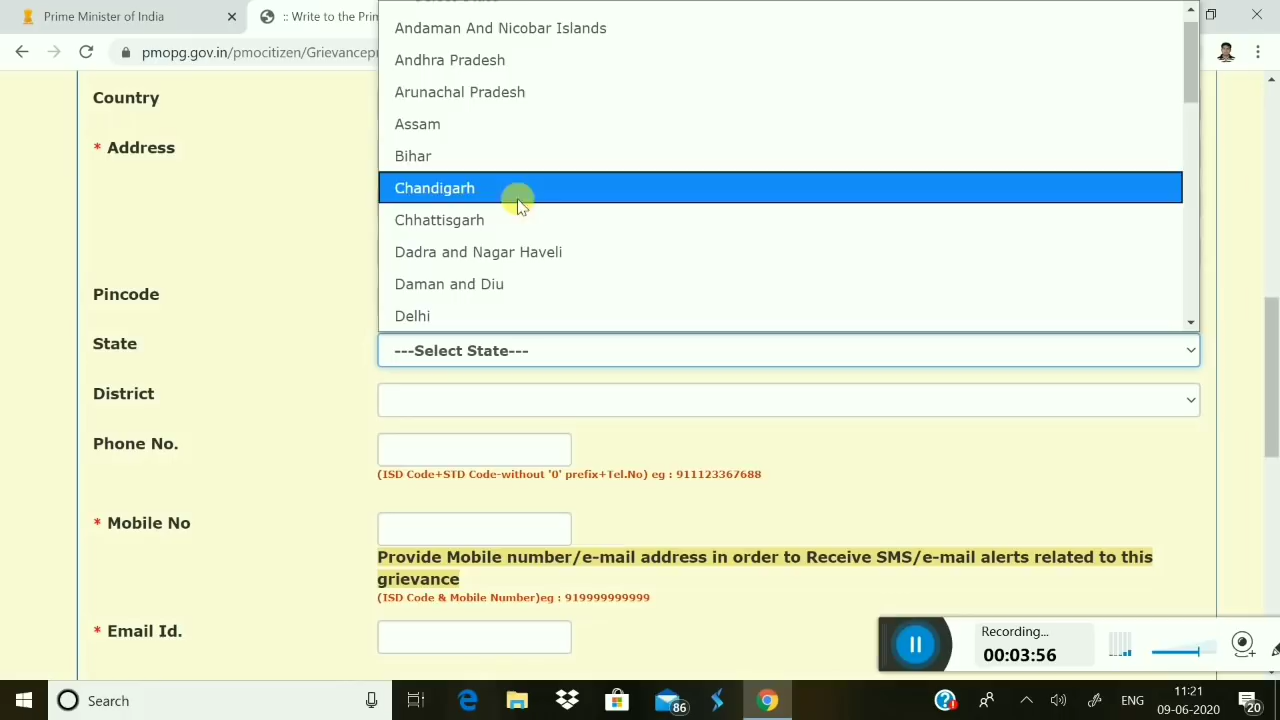 Prime Minister of India
:: Write to the Prim
pmopg.gov.in/pmocitizen/Grievancep
Andaman And Nicobar Islands
Andhra Pradesh
Arunachal Pradesh
Assam
Bihar
Chandigarh
Chhattisgarh
Dadra and Nagar Haveli
Daman and Diu
Delhi
Country
* Address
Pincode
State
---Select State---
District
Phone No.
(ISD Code+STD Code-without '0' prefix+Tel.No) eg : 911123367688
* Mobile No
Provide Mobile number/e-mail address in order to Receive SMS/e-mail alerts related to this
grievance
(ISD Code & Mobile Number)eg : 919999999999
* Email Id.
Recording...
00:03:56
Search
86
ENG
11:21
09-06-2020
20